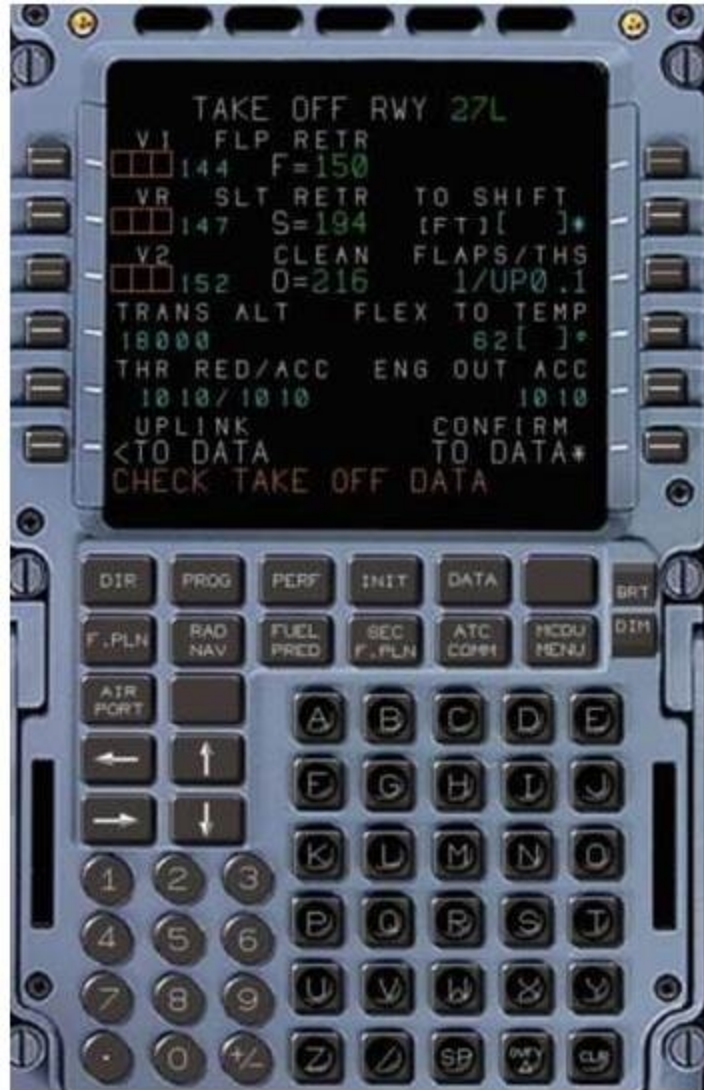 TAKE OFF RWY 27L
V1 FLP RETR
144 F=150
VR SLT RETR TO SHIFT
147 S=194 [FT][ ]*
V2 CLEAN FLAPS/THS
152 O=216 1/UP0.1
TRANS ALT FLEX TO TEMP
18000 62[ ]°
THR RED/ACC ENG OUT ACC
1010/1010 1010
UPLINK CONFIRM
<TO DATA TO DATA*
CHECK TAKE OFF DATA
DIR PROG PERF INIT DATA BRT
F.PLN RAD NAV FUEL PRED SEC F.PLN ATC COMM MCDU MENU DIM
AIR PORT
← ↑
→ ↓
A B C D E
F G H I J
K L M N O
P Q R S T
U V W X Y
Z / SP OVFY Δ CLR
1 2 3
4 5 6
7 8 9
. 0 +/-